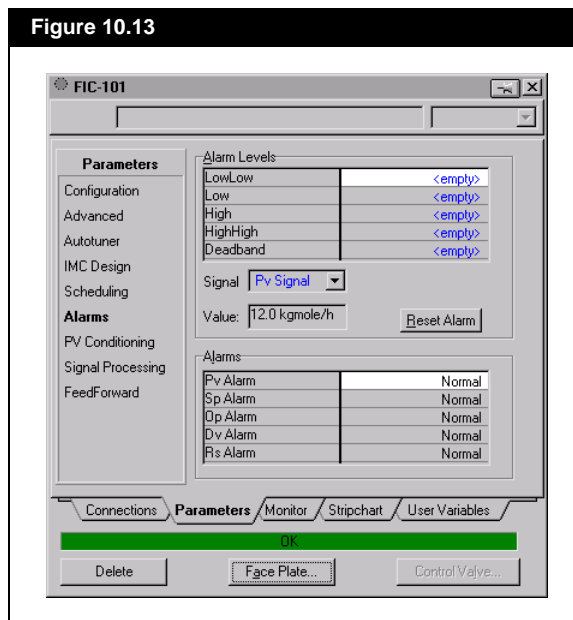 Figure 10.13
FIC-101
Parameters
Configuration
Advanced
Autotuner
IMC Design
Scheduling
Alarms
PV Conditioning
Signal Processing
FeedForward
Alarm Levels
LowLow <empty>
Low <empty>
High <empty>
HighHigh <empty>
Deadband <empty>
Signal Pv Signal
Value: 12.0 kgmole/h Reset Alarm
Alarms
Pv Alarm Normal
Sp Alarm Normal
Op Alarm Normal
Dv Alarm Normal
Rs Alarm Normal
Connections Parameters Monitor Stripchart User Variables
OK
Delete Face Plate... Control Valve...